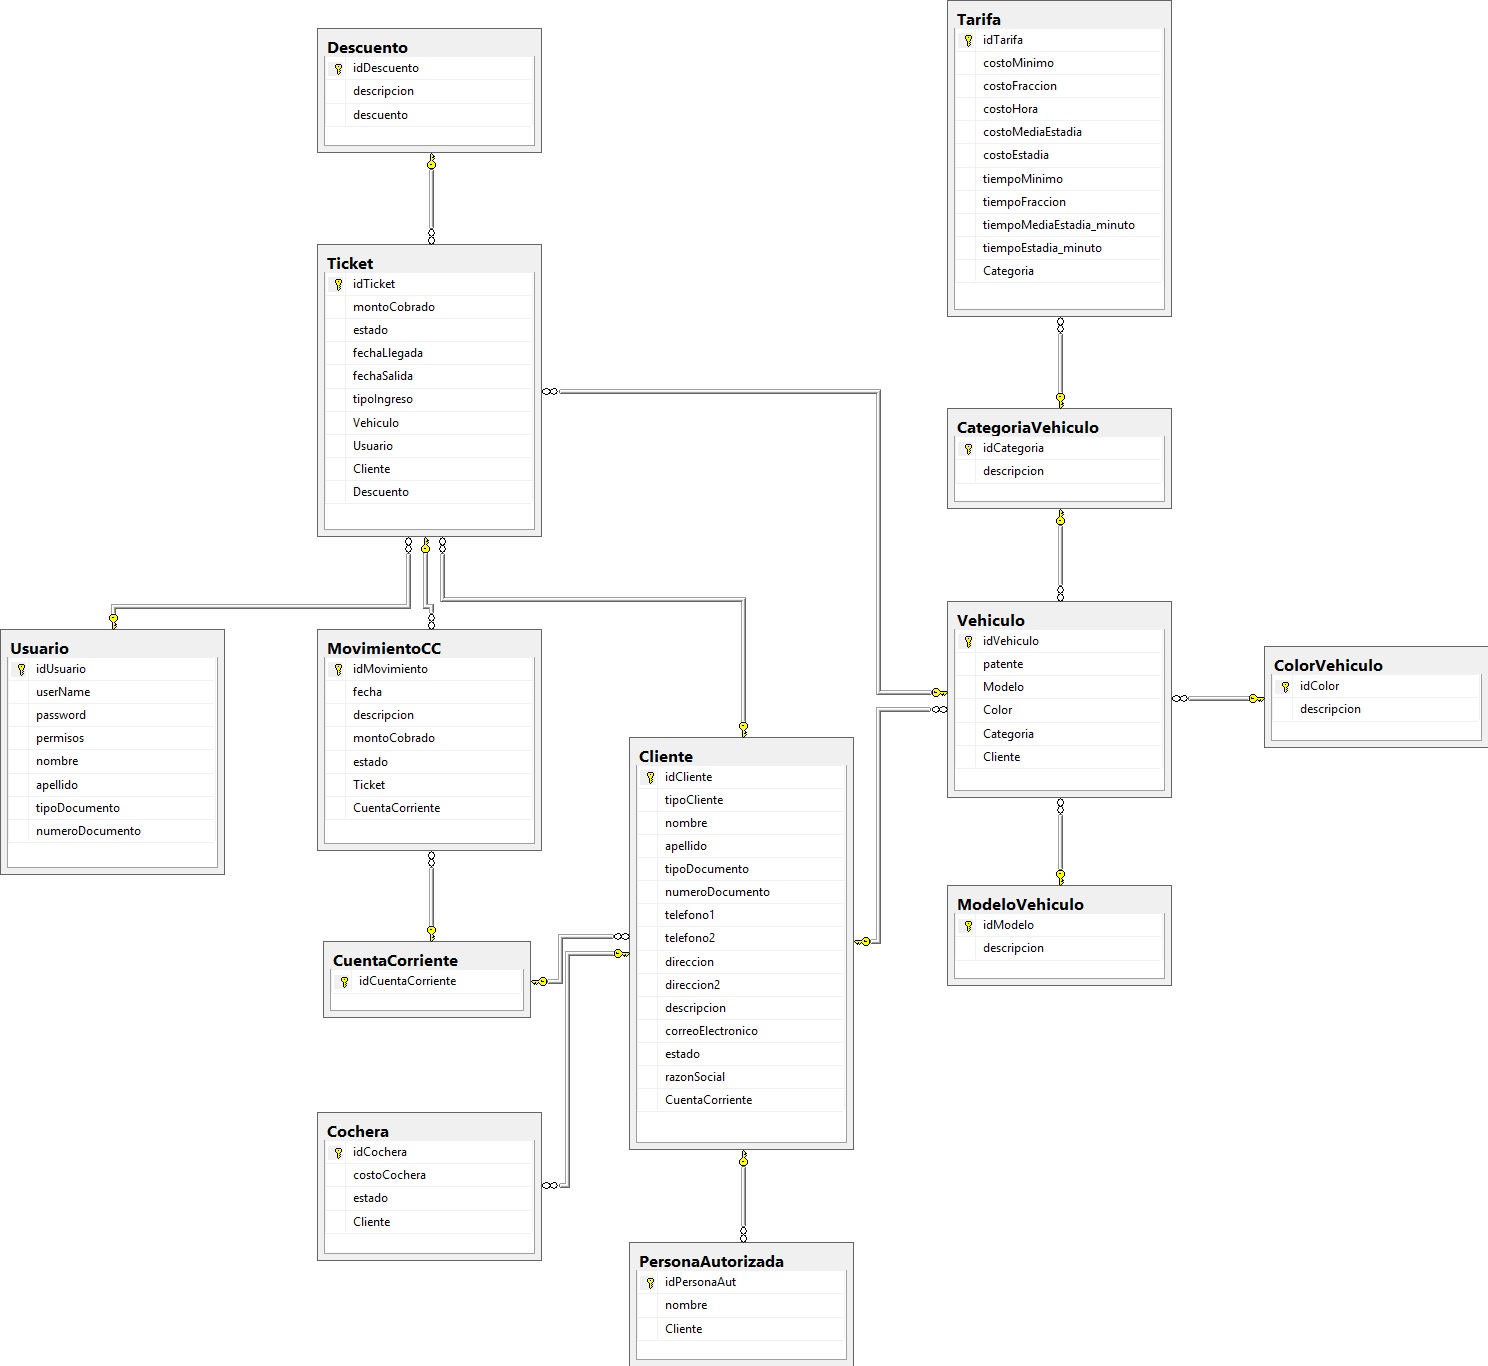 Descuento
idDescuento
descripcion
descuento
Ticket
idTicket
montoCobrado
estado
fechaLlegada
fechaSalida
tipoIngreso
Vehiculo
Usuario
Cliente
Descuento
Usuario
idUsuario
userName
password
permisos
nombre
apellido
tipoDocumento
numeroDocumento
MovimientoCC
idMovimiento
fecha
descripcion
montoCobrado
estado
Ticket
CuentaCorriente
CuentaCorriente
idCuentaCorriente
Cochera
idCochera
costoCochera
estado
Cliente
Cliente
idCliente
tipoCliente
nombre
apellido
tipoDocumento
numeroDocumento
telefono1
telefono2
direccion
direccion2
descripcion
correoElectronico
estado
razonSocial
CuentaCorriente
PersonaAutorizada
idPersonaAut
nombre
Cliente
Tarifa
idTarifa
costoMinimo
costoFraccion
costoHora
costoMediaEstadia
costoEstadia
tiempoMinimo
tiempoFraccion
tiempoMediaEstadia_minuto
tiempoEstadia_minuto
Categoria
CategoriaVehiculo
idCategoria
descripcion
Vehiculo
idVehiculo
patente
Modelo
Color
Categoria
Cliente
ColorVehiculo
idColor
descripcion
ModeloVehiculo
idModelo
descripcion